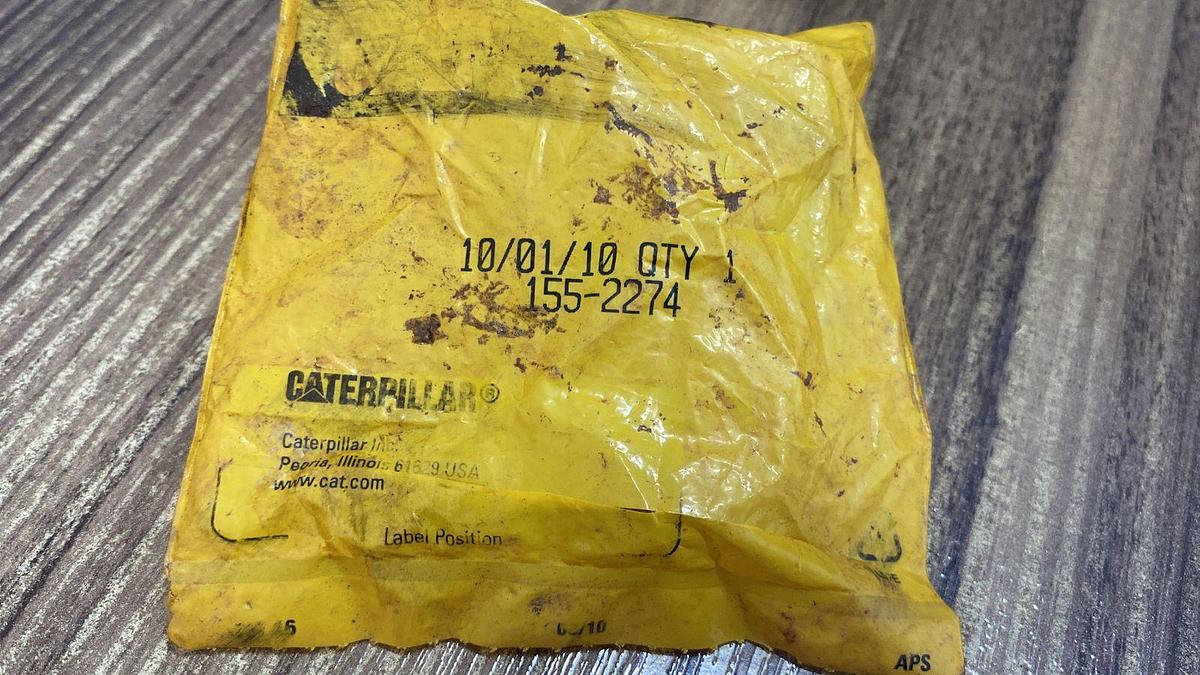 10/01/10 QTY 1
155-2274
CATERPILLAR®
Caterpillar Inc.
Peoria, Illinois 61629 USA
www.cat.com
Label Position
APS